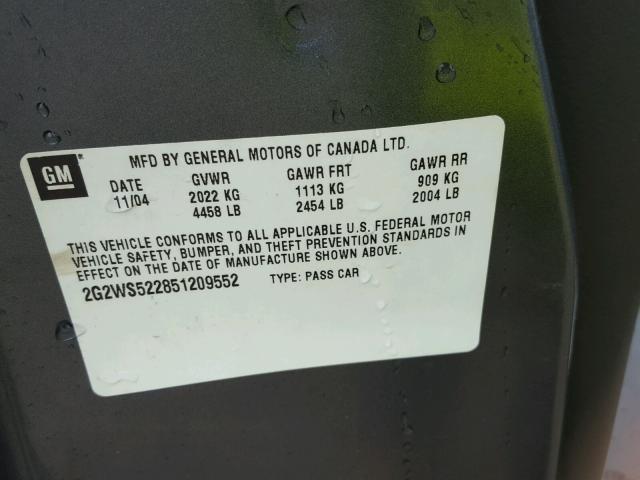 GM
MFD BY GENERAL MOTORS OF CANADA LTD.
DATE GVWR GAWR FRT GAWR RR
11/04 2022 KG 1113 KG 909 KG
4458 LB 2454 LB 2004 LB
THIS VEHICLE CONFORMS TO ALL APPLICABLE U.S. FEDERAL MOTOR
VEHICLE SAFETY, BUMPER, AND THEFT PREVENTION STANDARDS IN
EFFECT ON THE DATE OF MANUFACTURE SHOWN ABOVE.
2G2WS522851209552 TYPE: PASS CAR